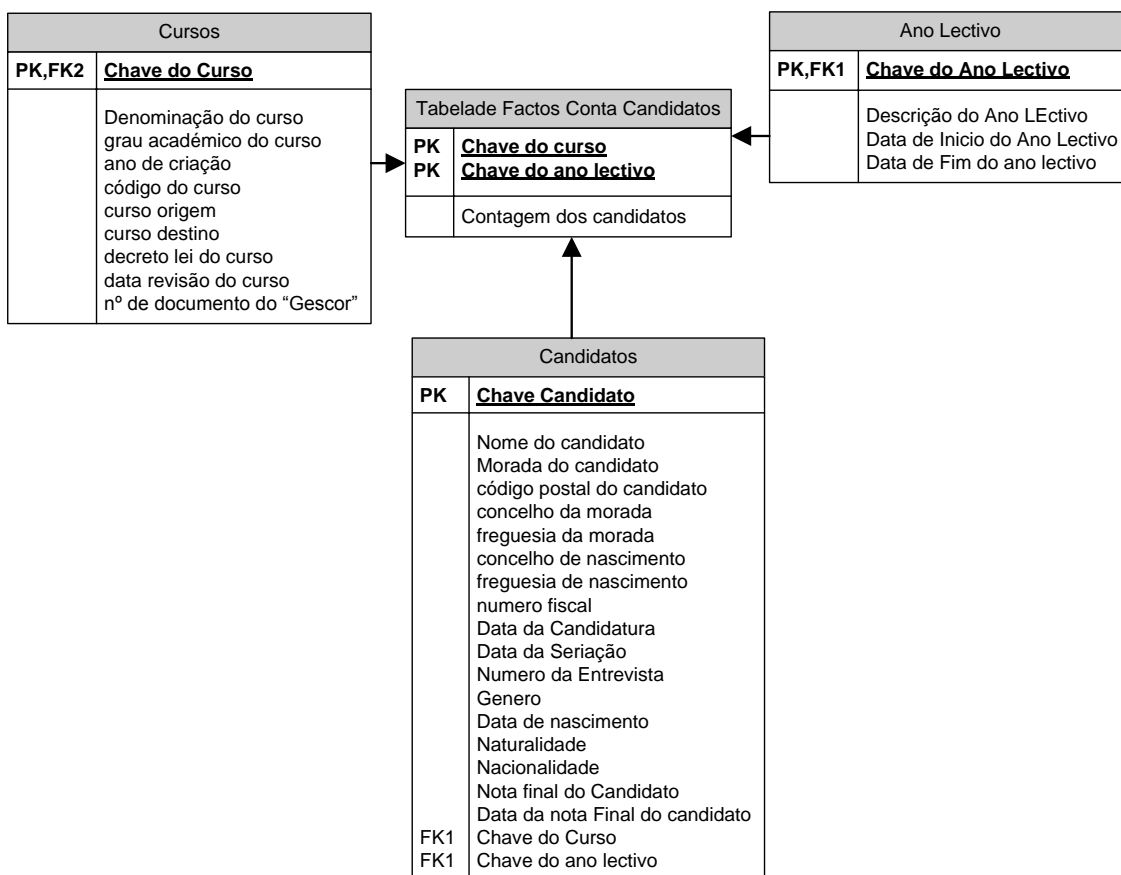 Cursos
PK,FK2 Chave do Curso
Denominação do curso
grau académico do curso
ano de criação
código do curso
curso origem
curso destino
decreto lei do curso
data revisão do curso
nº de documento do “Gescor”
Tabelade Factos Conta Candidatos
PK Chave do curso
PK Chave do ano lectivo
Contagem dos candidatos
Ano Lectivo
PK,FK1 Chave do Ano Lectivo
Descrição do Ano LEctivo
Data de Inicio do Ano Lectivo
Data de Fim do ano lectivo
Candidatos
PK Chave Candidato
Nome do candidato
Morada do candidato
código postal do candidato
concelho da morada
freguesia da morada
concelho de nascimento
freguesia de nascimento
numero fiscal
Data da Candidatura
Data da Seriação
Numero da Entrevista
Genero
Data de nascimento
Naturalidade
Nacionalidade
Nota final do Candidato
Data da nota Final do candidato
FK1 Chave do Curso
FK1 Chave do ano lectivo